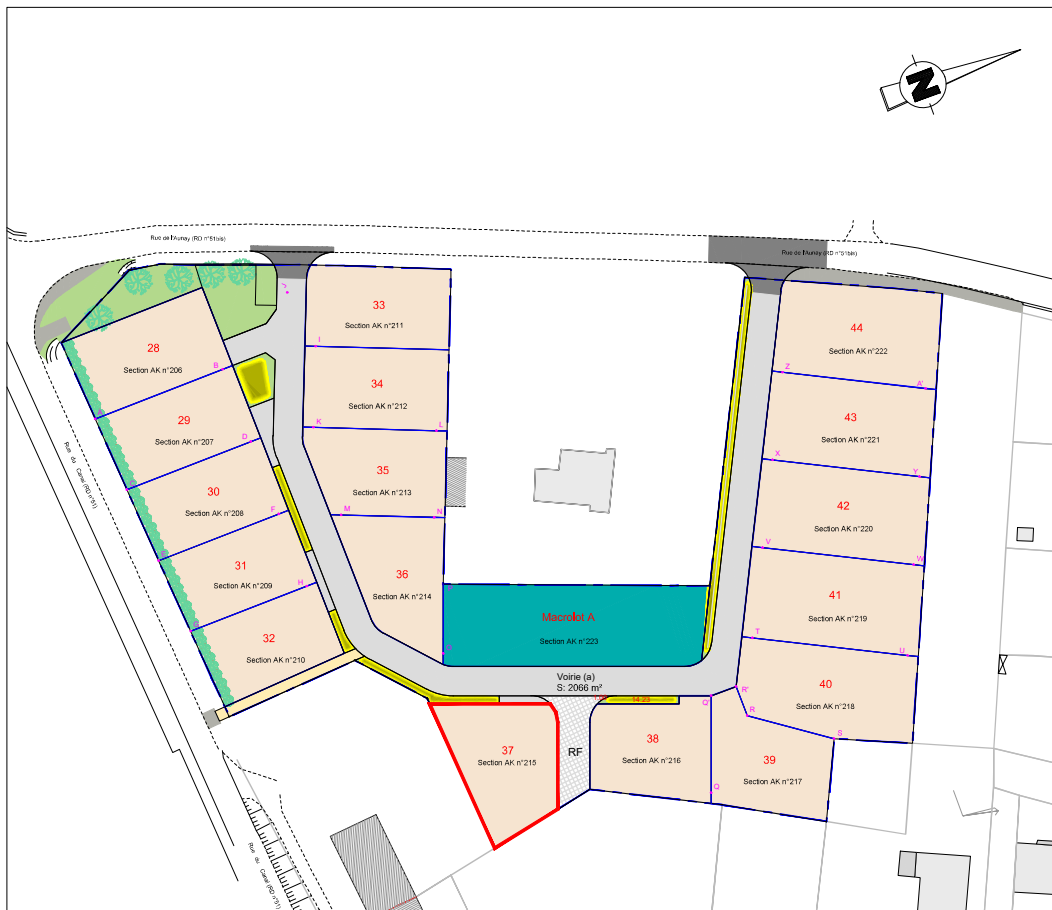 N
Rue de l'Aunay (RD n°51bis)
Rue de l'Aunay (RD n°51bis)
33
Section AK n°211
I
44
Section AK n°222
28
Section AK n°206
B
Z
A'
34
Section AK n°212
K
L
A
29
Section AK n°207
D
43
Section AK n°221
X
Y
Rue du Canal (RD n°51)
35
Section AK n°213
M
N
C
30
Section AK n°208
F
42
Section AK n°220
V
W
E
31
Section AK n°209
H
36
Section AK n°214
P
O
41
Section AK n°219
T
U
Macrolot A
Section AK n°223
G
32
Section AK n°210
Voirie (a)
S: 2066 m²
40
Section AK n°218
R'
R
S
Q'
14.23
37
Section AK n°215
RF
38
Section AK n°216
39
Section AK n°217
Q
Rue du Canal (RD n°51)